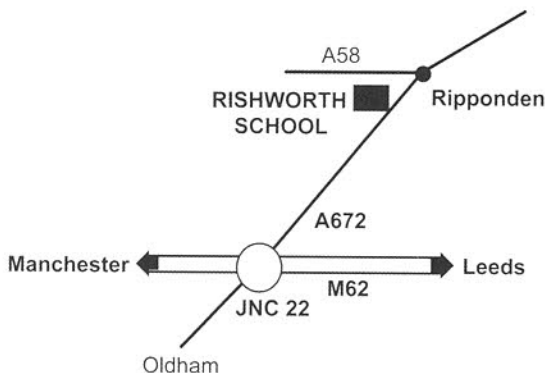 A58
RISHWORTH
SCHOOL
Ripponden
A672
Manchester
Leeds
M62
JNC 22
Oldham